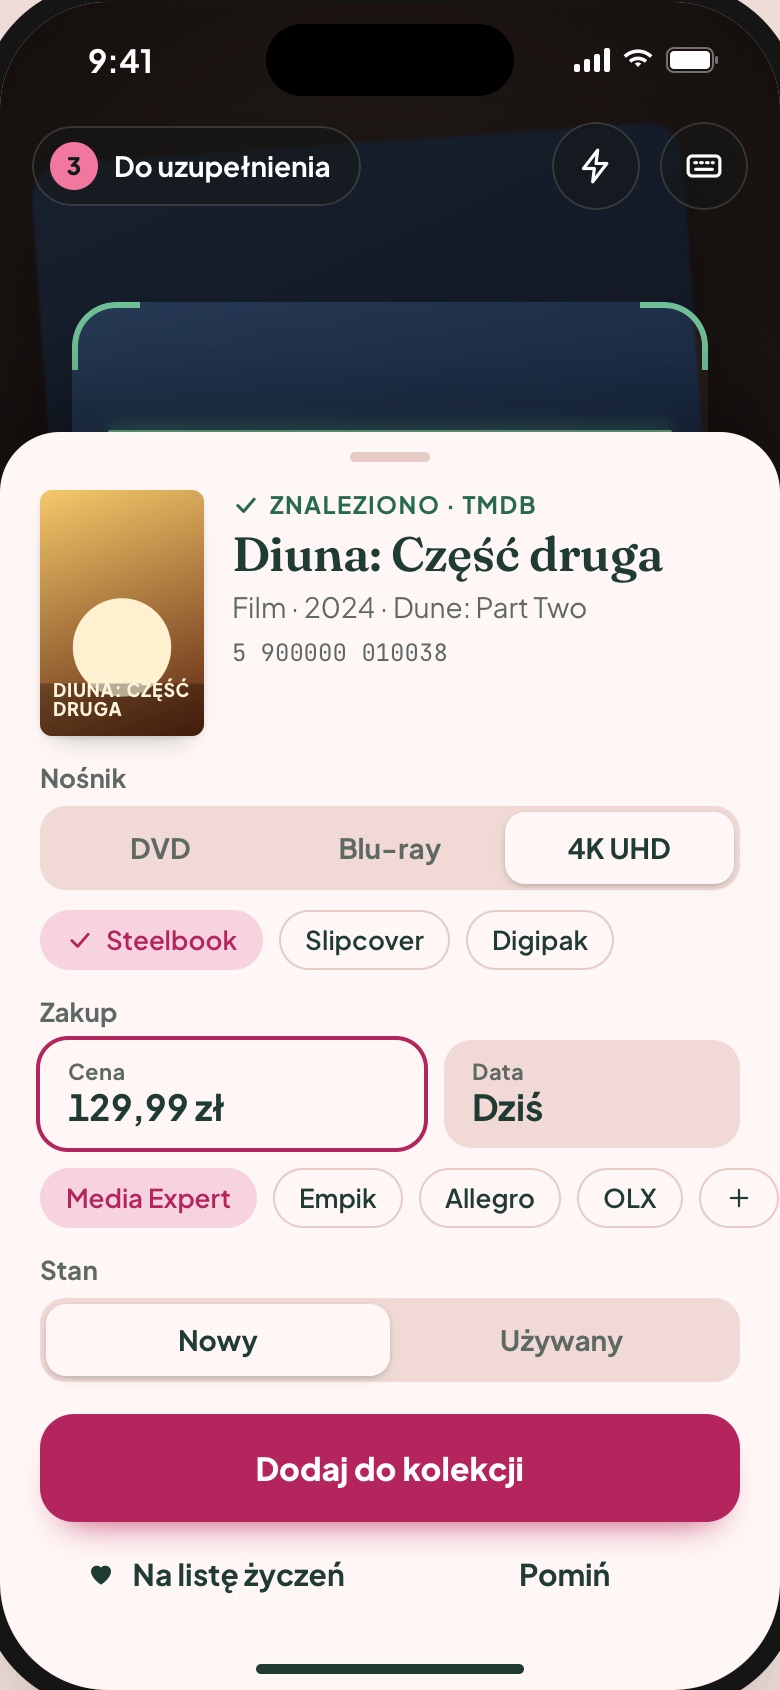 9:41
3 Do uzupełnienia
ZNALEZIONO · TMDB
Diuna: Część druga
Film · 2024 · Dune: Part Two
5 900000 010038
DIUNA: CZĘŚĆ
DRUGA
Nośnik
DVD Blu-ray 4K UHD
Steelbook Slipcover Digipak
Zakup
Cena Data
129,99 zł Dziś
Media Expert Empik Allegro OLX +
Stan
Nowy Używany
Dodaj do kolekcji
Na listę życzeń Pomiń